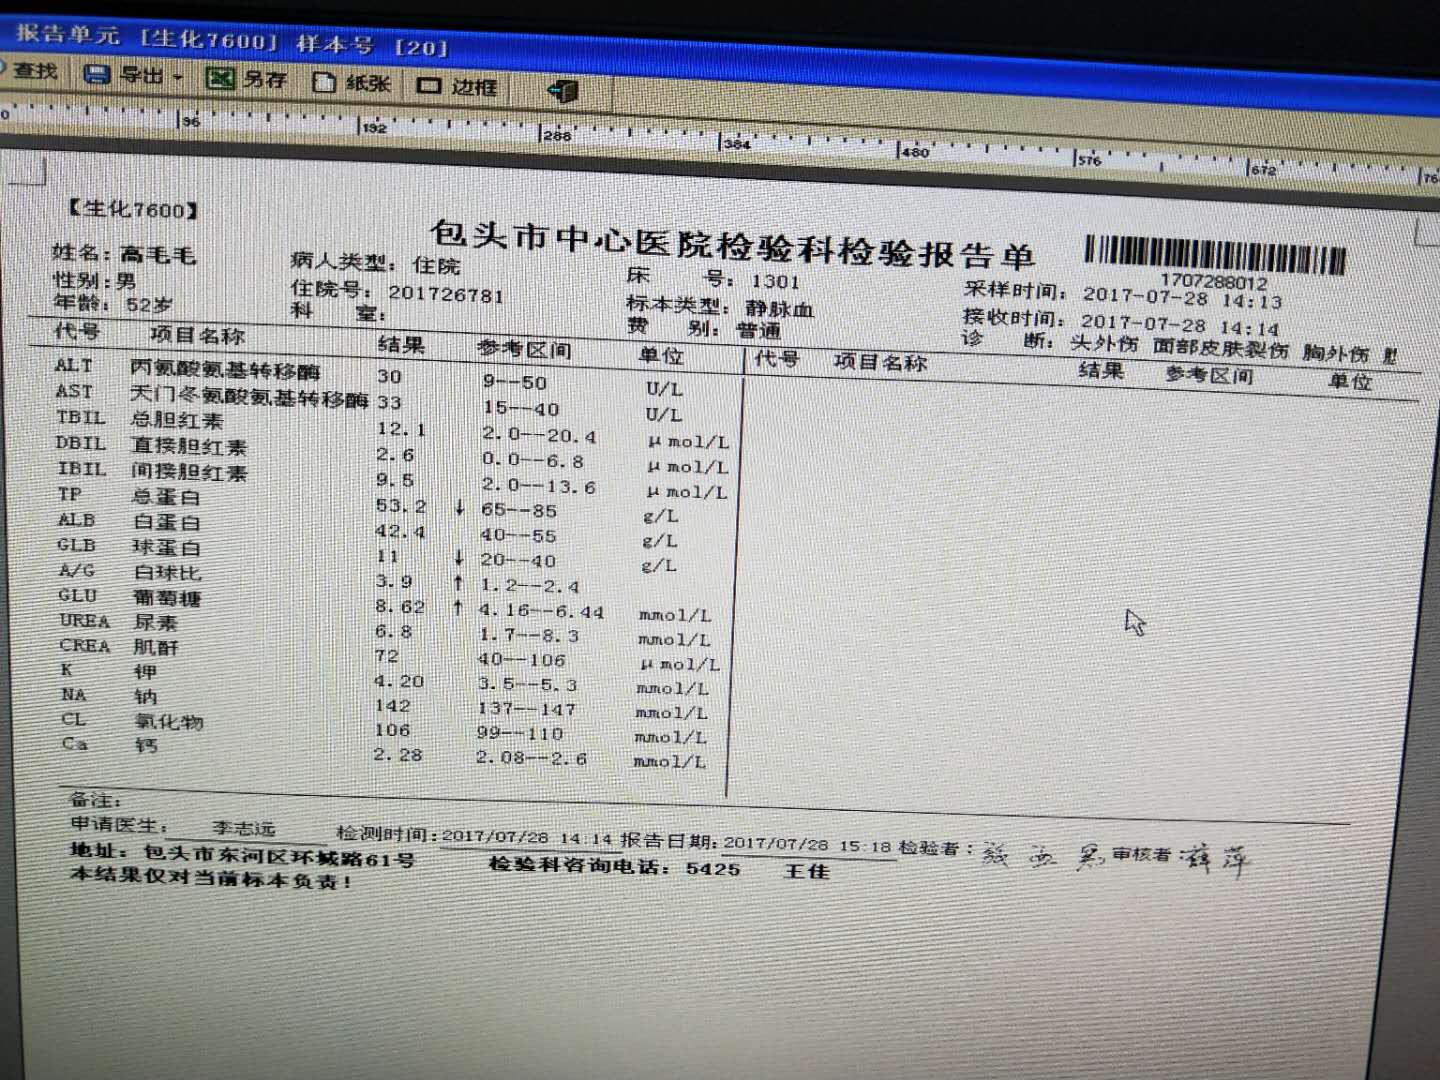 报告单元 [生化7600] 样本号 [20]
查找 导出 另存 纸张 边框
0 96 192 288 384 480 576 672 76
【生化7600】
包头市中心医院检验科检验报告单
1707288012
姓名: 高毛毛 病人类型: 住院 床 号: 1301 采样时间: 2017-07-28 14:13
性别: 男 住院号: 201726781 标本类型: 静脉血 接收时间: 2017-07-28 14:14
年龄: 52岁 科 室: 费 别: 普通 诊 断: 头外伤 面部皮肤裂伤 胸外伤
代号 项目名称 结果 参考区间 单位 代号 项目名称 结果 参考区间 单位
ALT 丙氨酸氨基转移酶 30 9--50 U/L
AST 天门冬氨酸氨基转移酶 33 15--40 U/L
TBIL 总胆红素 12.1 2.0--20.4 μmol/L
DBIL 直接胆红素 2.6 0.0--6.8 μmol/L
IBIL 间接胆红素 9.5 2.0--13.6 μmol/L
TP 总蛋白 53.2 ↓ 65--85 g/L
ALB 白蛋白 42.4 40--55 g/L
GLB 球蛋白 11 ↓ 20--40 g/L
A/G 白球比 3.9 ↑ 1.2--2.4
GLU 葡萄糖 8.62 ↑ 4.16--6.44 mmol/L
UREA 尿素 6.8 1.7--8.3 mmol/L
CREA 肌酐 72 40--106 μmol/L
K 钾 4.20 3.5--5.3 mmol/L
NA 钠 142 137--147 mmol/L
CL 氯化物 106 99--110 mmol/L
Ca 钙 2.28 2.08--2.6 mmol/L
备注:
申请医生: 李志远 检测时间: 2017/07/28 14:14 报告日期: 2017/07/28 15:18 检验者: 审核者:
地址: 包头市东河区环城路61号 检验科咨询电话: 5425 王佳
本结果仅对当前标本负责!